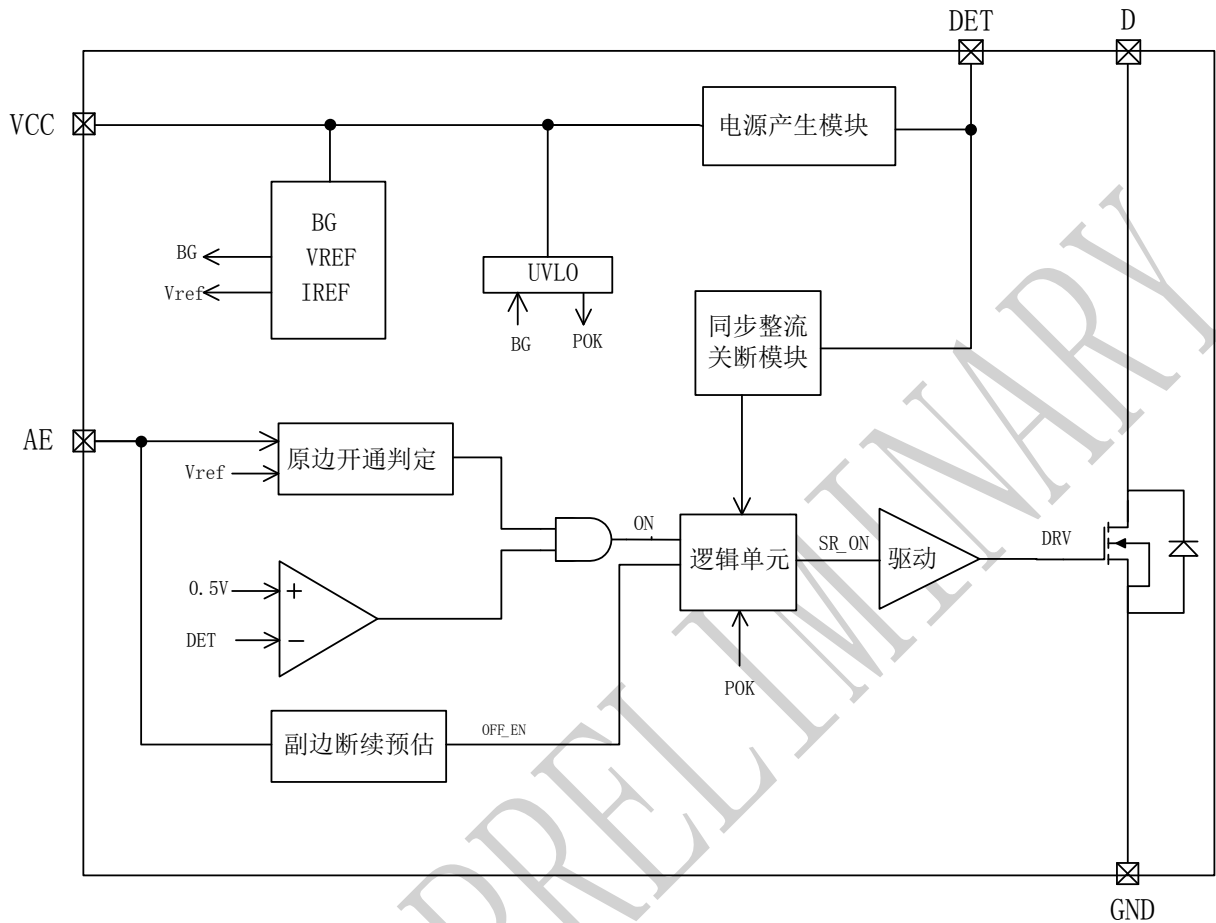 DET
D
VCC
电源产生模块
BG
VREF
IREF
BG
Vref
UVLO
BG
POK
同步整流
关断模块
AE
原边开通判定
Vref
ON
逻辑单元
SR_ON
驱动
DRV
0.5V
+
DET
−
POK
副边断续预估
OFF_EN
GND
PRELIMINARY